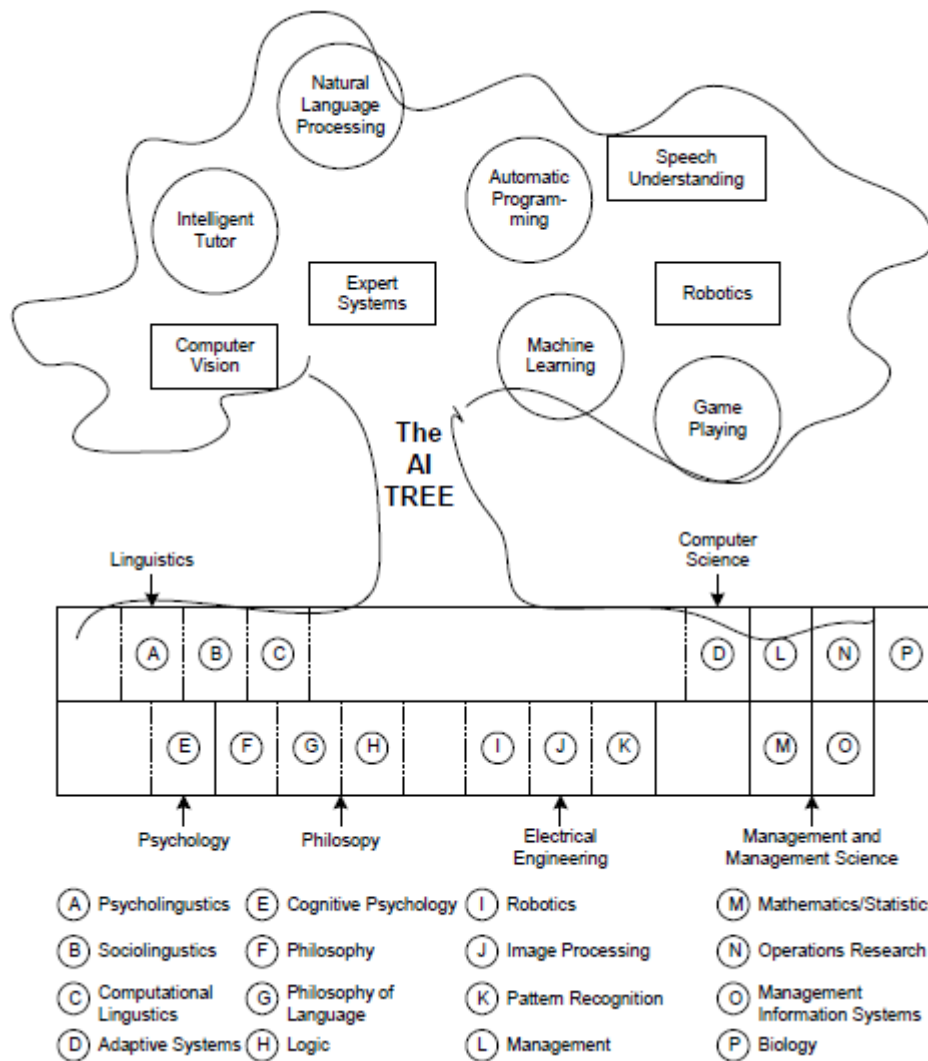 Natural
Language
Processing
Speech
Understanding
Automatic
Program-
ming
Intelligent
Tutor
Expert
Systems
Robotics
Computer
Vision
Machine
Learning
Game
Playing
The
AI
TREE
Linguistics
Computer
Science
A B C D L N P
E F G H I J K M O
Psychology
Philosopy
Electrical
Engineering
Management and
Management Science
A Psycholingustics
B Sociolingustics
C Computational
Lingustics
D Adaptive Systems
E Cognitive Psychology
F Philosophy
G Philosophy of
Language
H Logic
I Robotics
J Image Processing
K Pattern Recognition
L Management
M Mathematics/Statistic
N Operations Research
O Management
Information Systems
P Biology